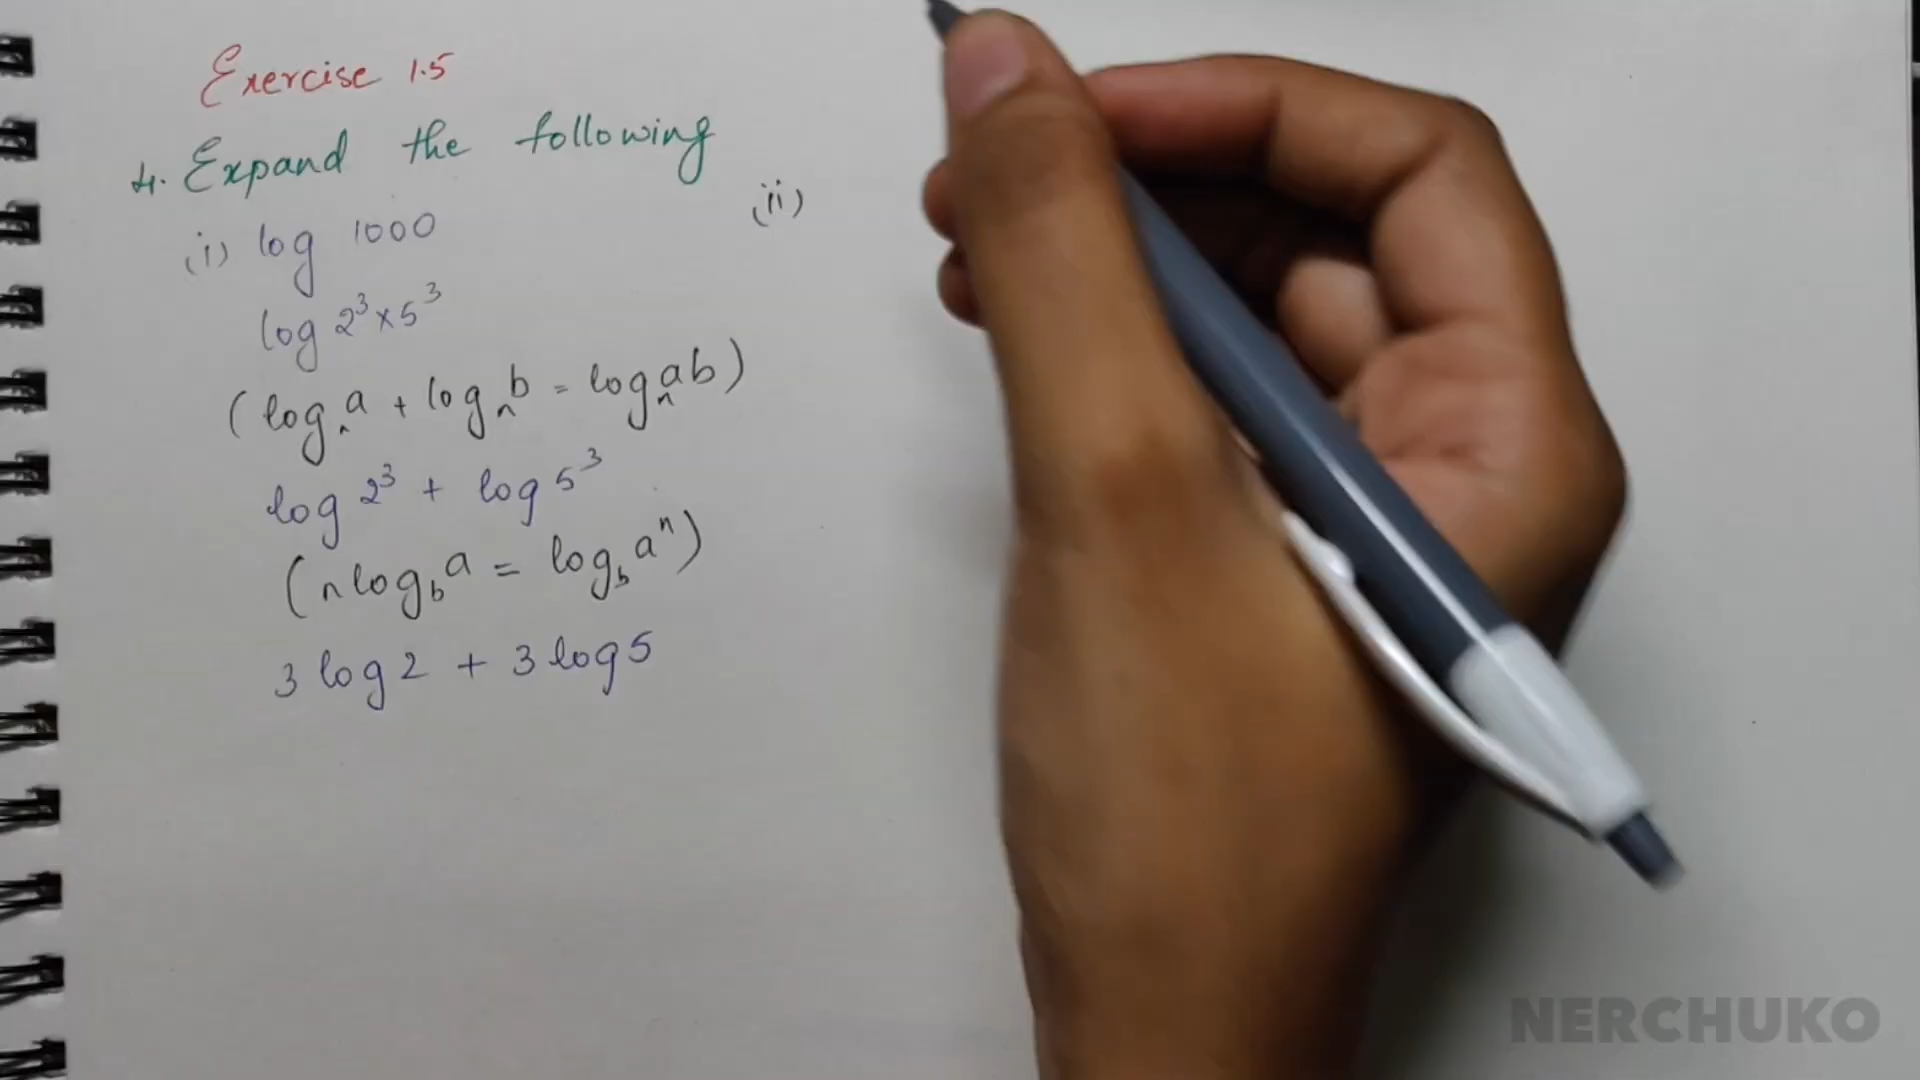 Exercise 1.5
4. Expand the following
(i) log 1000
log 2³×5³
(logₙa + logₙb = logₙab)
log 2³ + log 5³
(n log_b a = log_b aⁿ)
3 log 2 + 3 log 5
(ii)
NERCHUKO